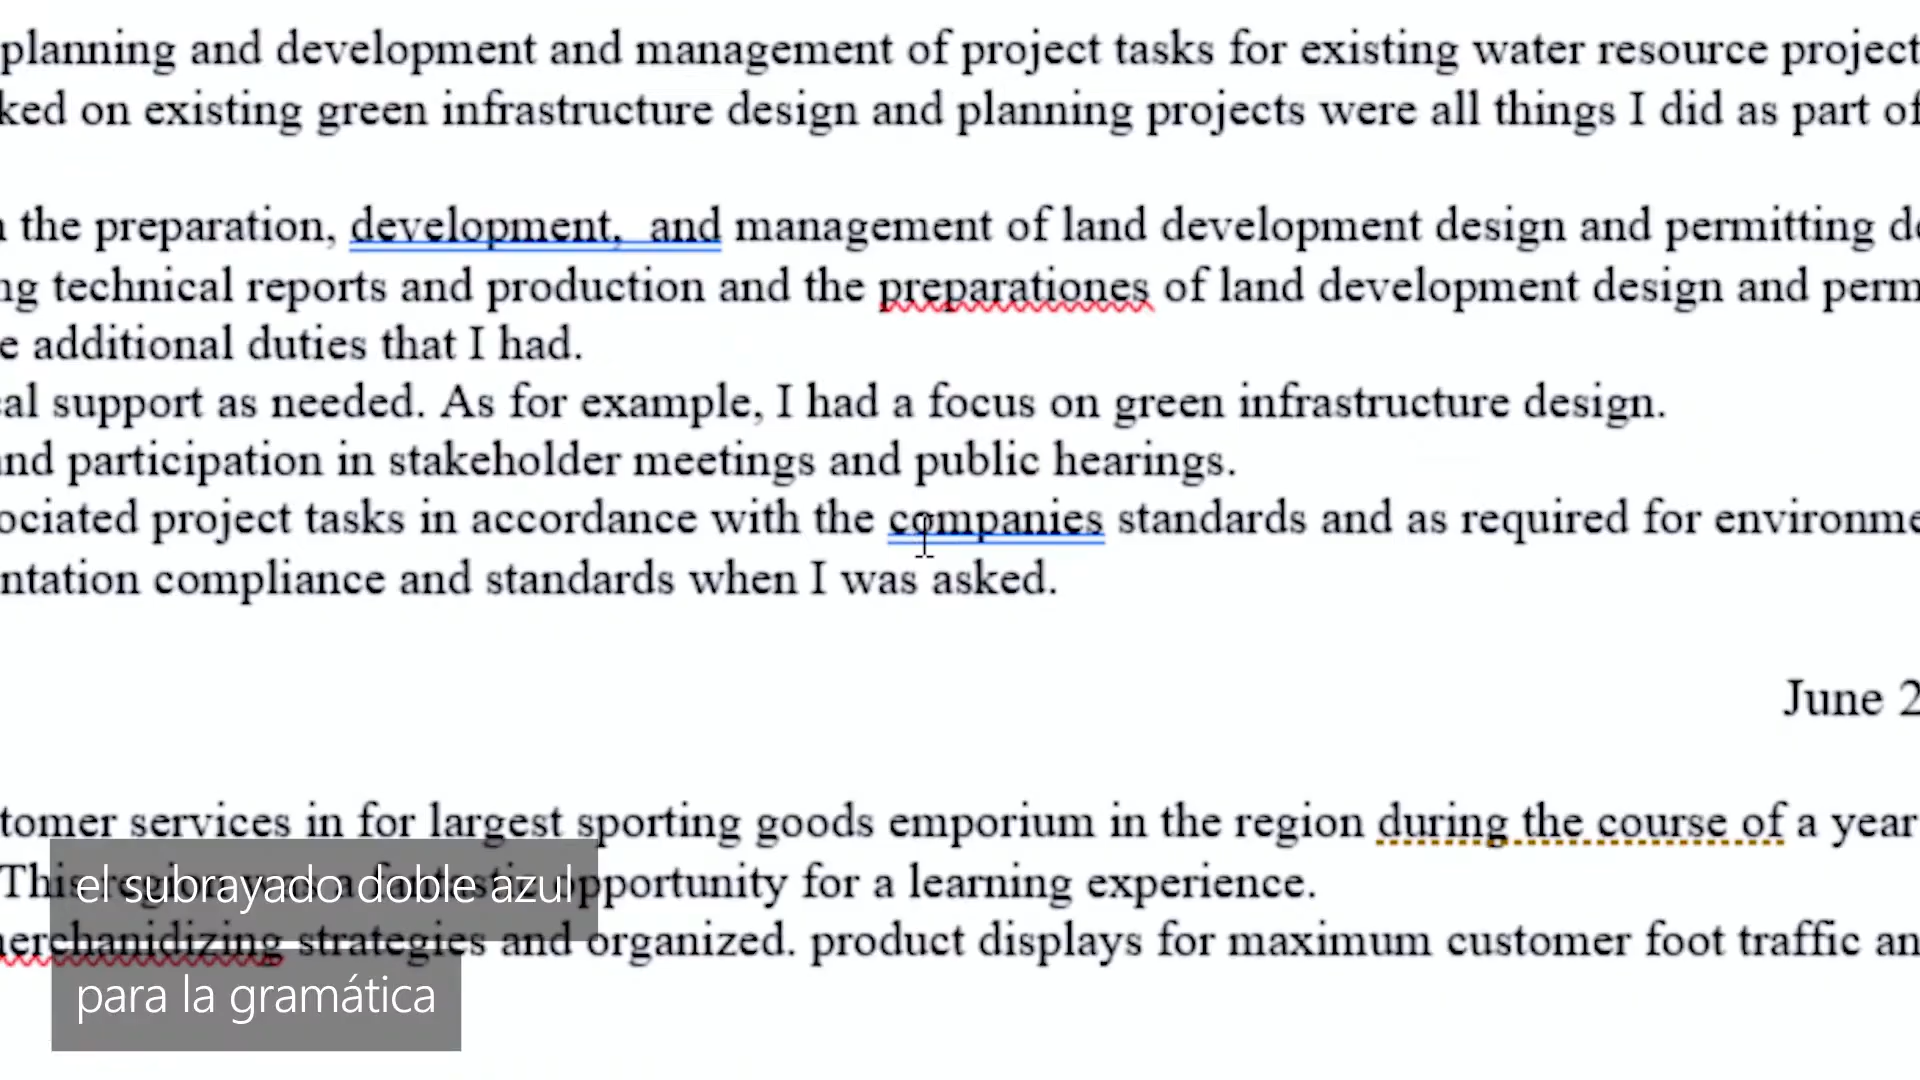 planning and development and management of project tasks for existing water resource project
ked on existing green infrastructure design and planning projects were all things I did as part of
the preparation, development,  and management of land development design and permitting d
ng technical reports and production and the preparationes of land development design and perm
e additional duties that I had.
al support as needed. As for example, I had a focus on green infrastructure design.
nd participation in stakeholder meetings and public hearings.
ociated project tasks in accordance with the companies standards and as required for environme
ntation compliance and standards when I was asked.
June 2
tomer services in for largest sporting goods emporium in the region during the course of a year
This region was a fantastic opportunity for a learning experience.
erchanidizing strategies and organized. product displays for maximum customer foot traffic an
el subrayado doble azul
para la gramática